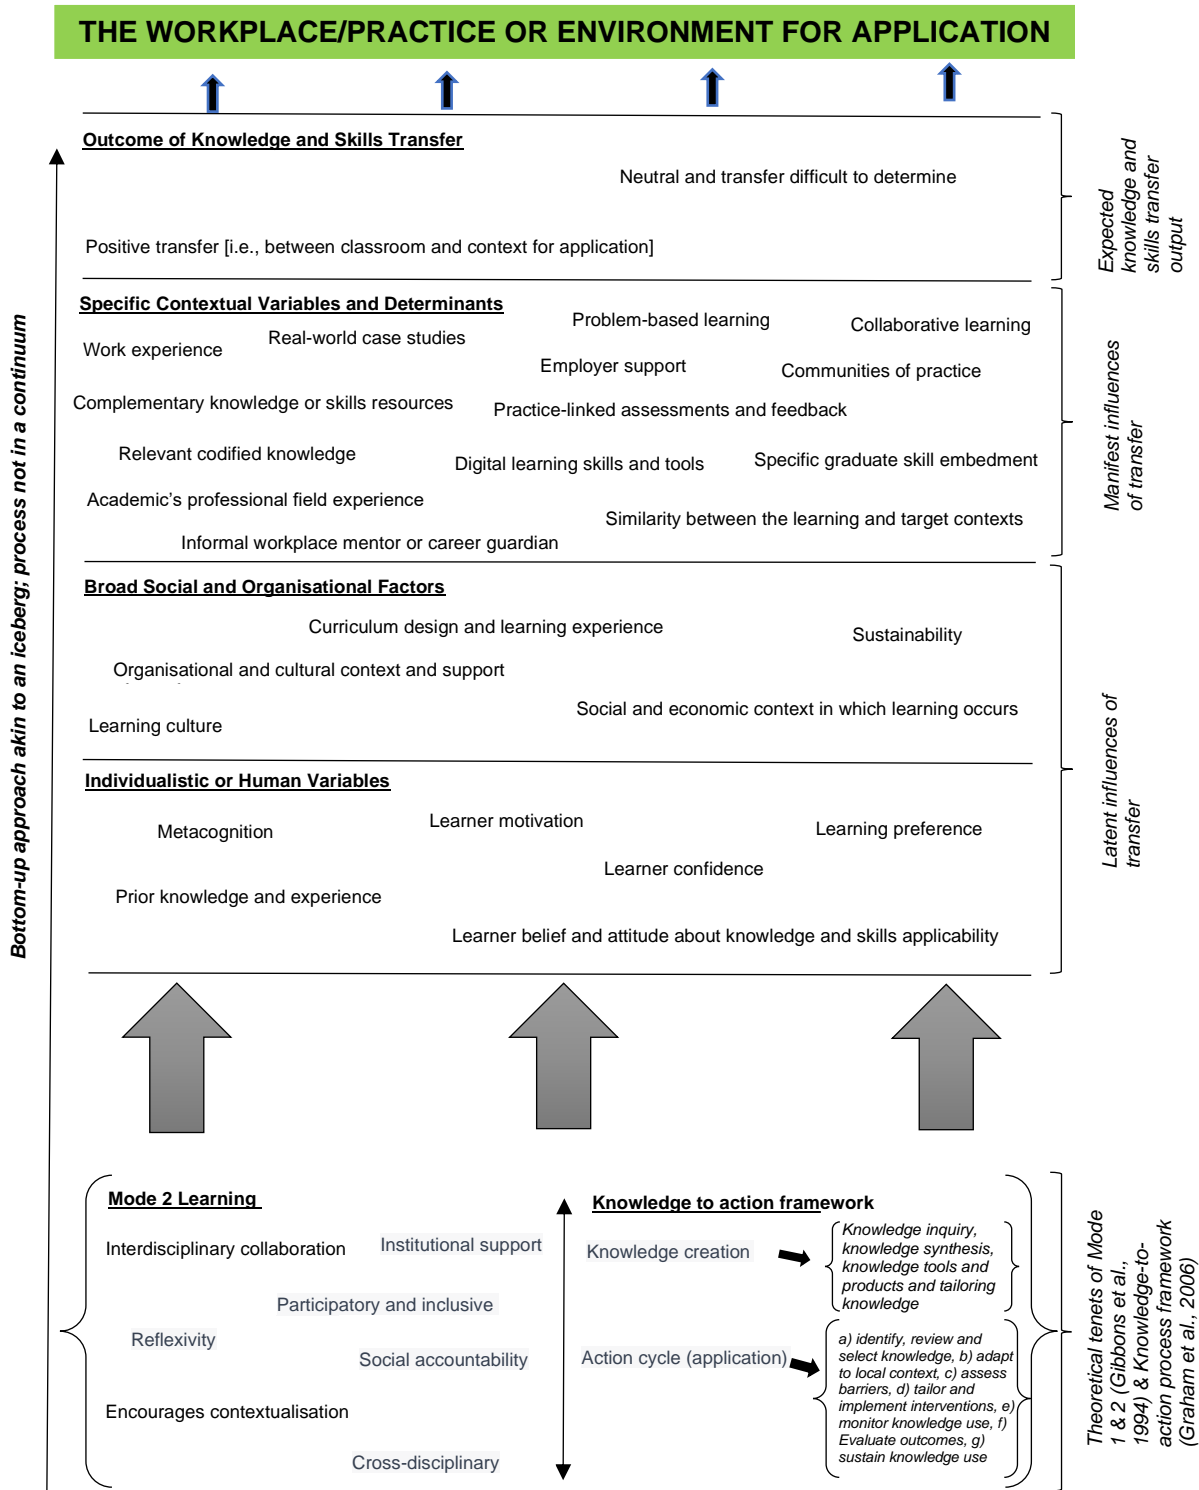 THE WORKPLACE/PRACTICE OR ENVIRONMENT FOR APPLICATION
Outcome of Knowledge and Skills Transfer
Neutral and transfer difficult to determine
Positive transfer [i.e., between classroom and context for application]
Expected
knowledge and
skills transfer
output
Bottom-up approach akin to an iceberg; process not in a continuum
Specific Contextual Variables and Determinants
Problem-based learning
Collaborative learning
Real-world case studies
Work experience
Employer support
Communities of practice
Complementary knowledge or skills resources
Practice-linked assessments and feedback
Relevant codified knowledge
Digital learning skills and tools
Specific graduate skill embedment
Academic's professional field experience
Similarity between the learning and target contexts
Informal workplace mentor or career guardian
Manifest influences
of transfer
Broad Social and Organisational Factors
Curriculum design and learning experience
Sustainability
Organisational and cultural context and support
Social and economic context in which learning occurs
Learning culture
Individualistic or Human Variables
Metacognition
Learner motivation
Learning preference
Learner confidence
Prior knowledge and experience
Learner belief and attitude about knowledge and skills applicability
Latent influences of
transfer
Mode 2 Learning
Interdisciplinary collaboration
Institutional support
Participatory and inclusive
Reflexivity
Social accountability
Encourages contextualisation
Cross-disciplinary
Knowledge to action framework
Knowledge creation
Knowledge inquiry,
knowledge synthesis,
knowledge tools and
products and tailoring
knowledge
Action cycle (application)
a) identify, review and
select knowledge, b) adapt
to local context, c) assess
barriers, d) tailor and
implement interventions, e)
monitor knowledge use, f)
Evaluate outcomes, g)
sustain knowledge use
Theoretical tenets of Mode
1 & 2 (Gibbons et al.,
1994) & Knowledge-to-
action process framework
(Graham et al., 2006)